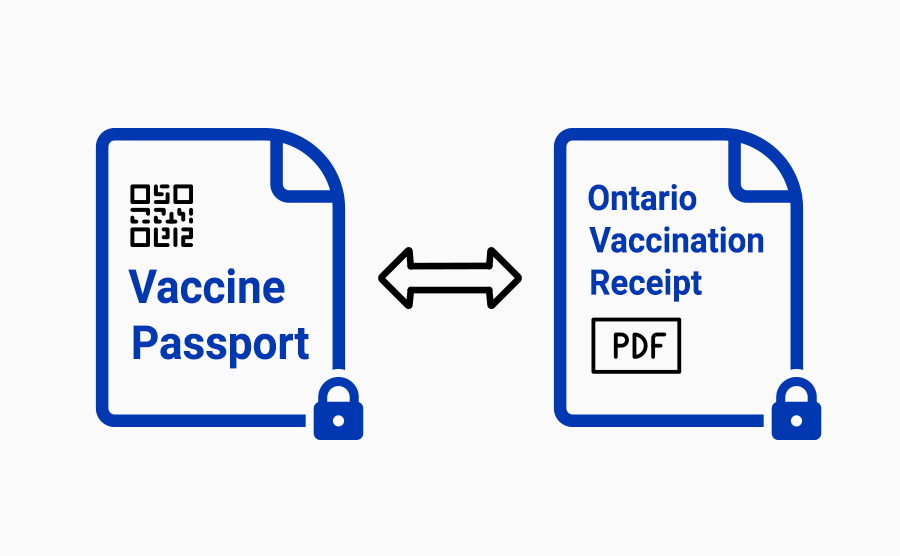 Vaccine
Passport
Ontario
Vaccination
Receipt
PDF